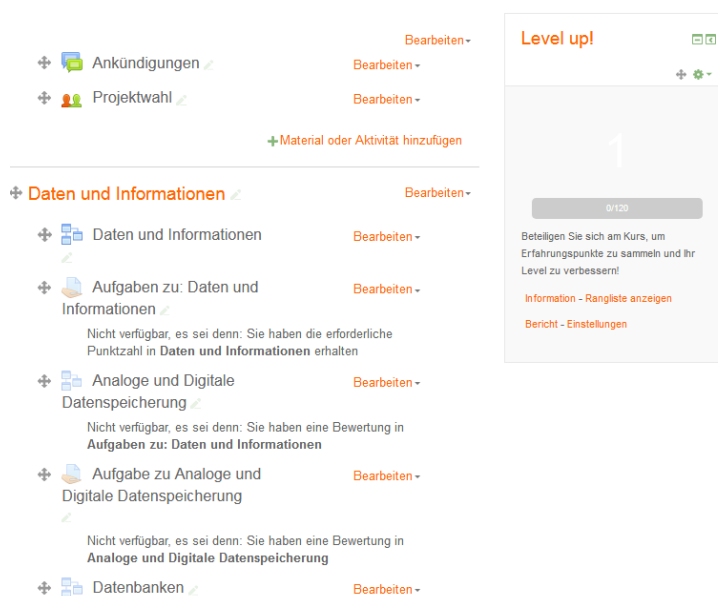 Bearbeiten
Ankündigungen
Bearbeiten
Projektwahl
Bearbeiten
Material oder Aktivität hinzufügen
Daten und Informationen
Bearbeiten
Daten und Informationen
Bearbeiten
Aufgaben zu: Daten und
Informationen
Bearbeiten
Nicht verfügbar, es sei denn: Sie haben die erforderliche
Punktzahl in Daten und Informationen erhalten
Analoge und Digitale
Datenspeicherung
Bearbeiten
Nicht verfügbar, es sei denn: Sie haben eine Bewertung in
Aufgaben zu: Daten und Informationen
Aufgabe zu Analoge und
Digitale Datenspeicherung
Bearbeiten
Nicht verfügbar, es sei denn: Sie haben eine Bewertung in
Analoge und Digitale Datenspeicherung
Datenbanken
Bearbeiten
Level up!
1
0/120
Beteiligen Sie sich am Kurs, um
Erfahrungspunkte zu sammeln und Ihr
Level zu verbessern!
Information - Rangliste anzeigen
Bericht - Einstellungen